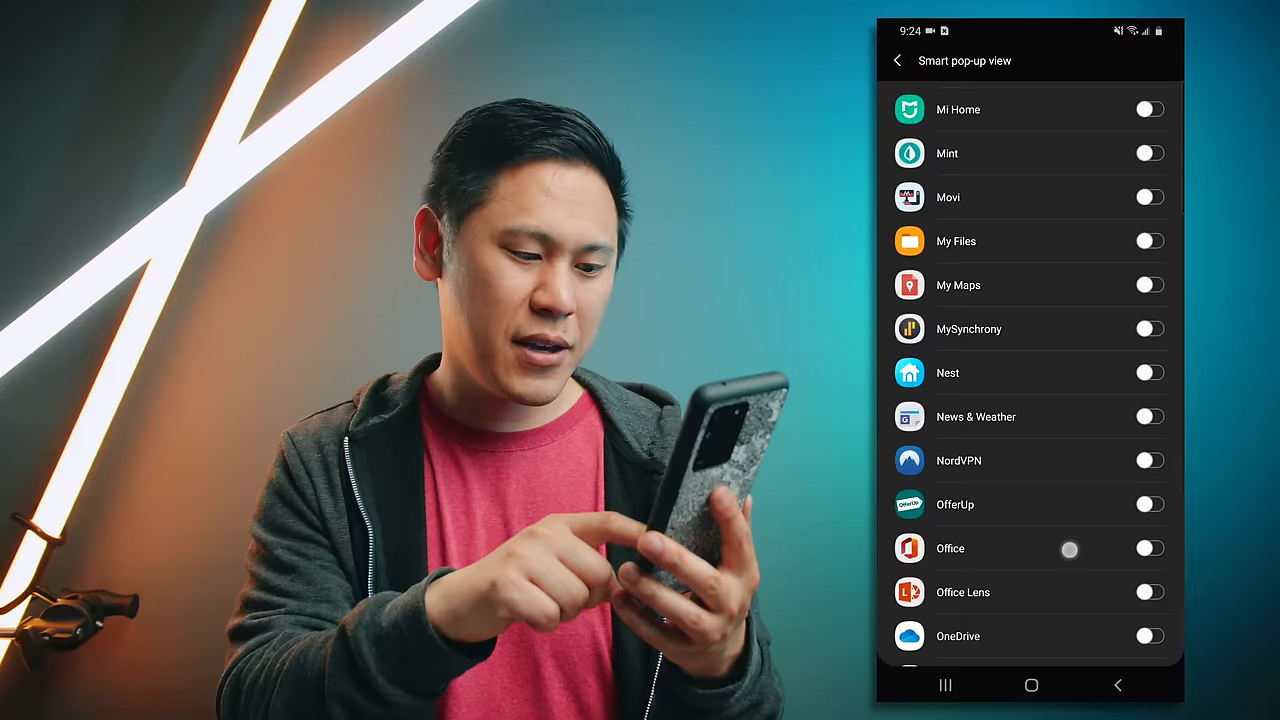 9:24
Smart pop-up view
Mi Home
Mint
Movi
My Files
My Maps
MySynchrony
Nest
News & Weather
NordVPN
OfferUp
OfferUp
Office
Office Lens
OneDrive